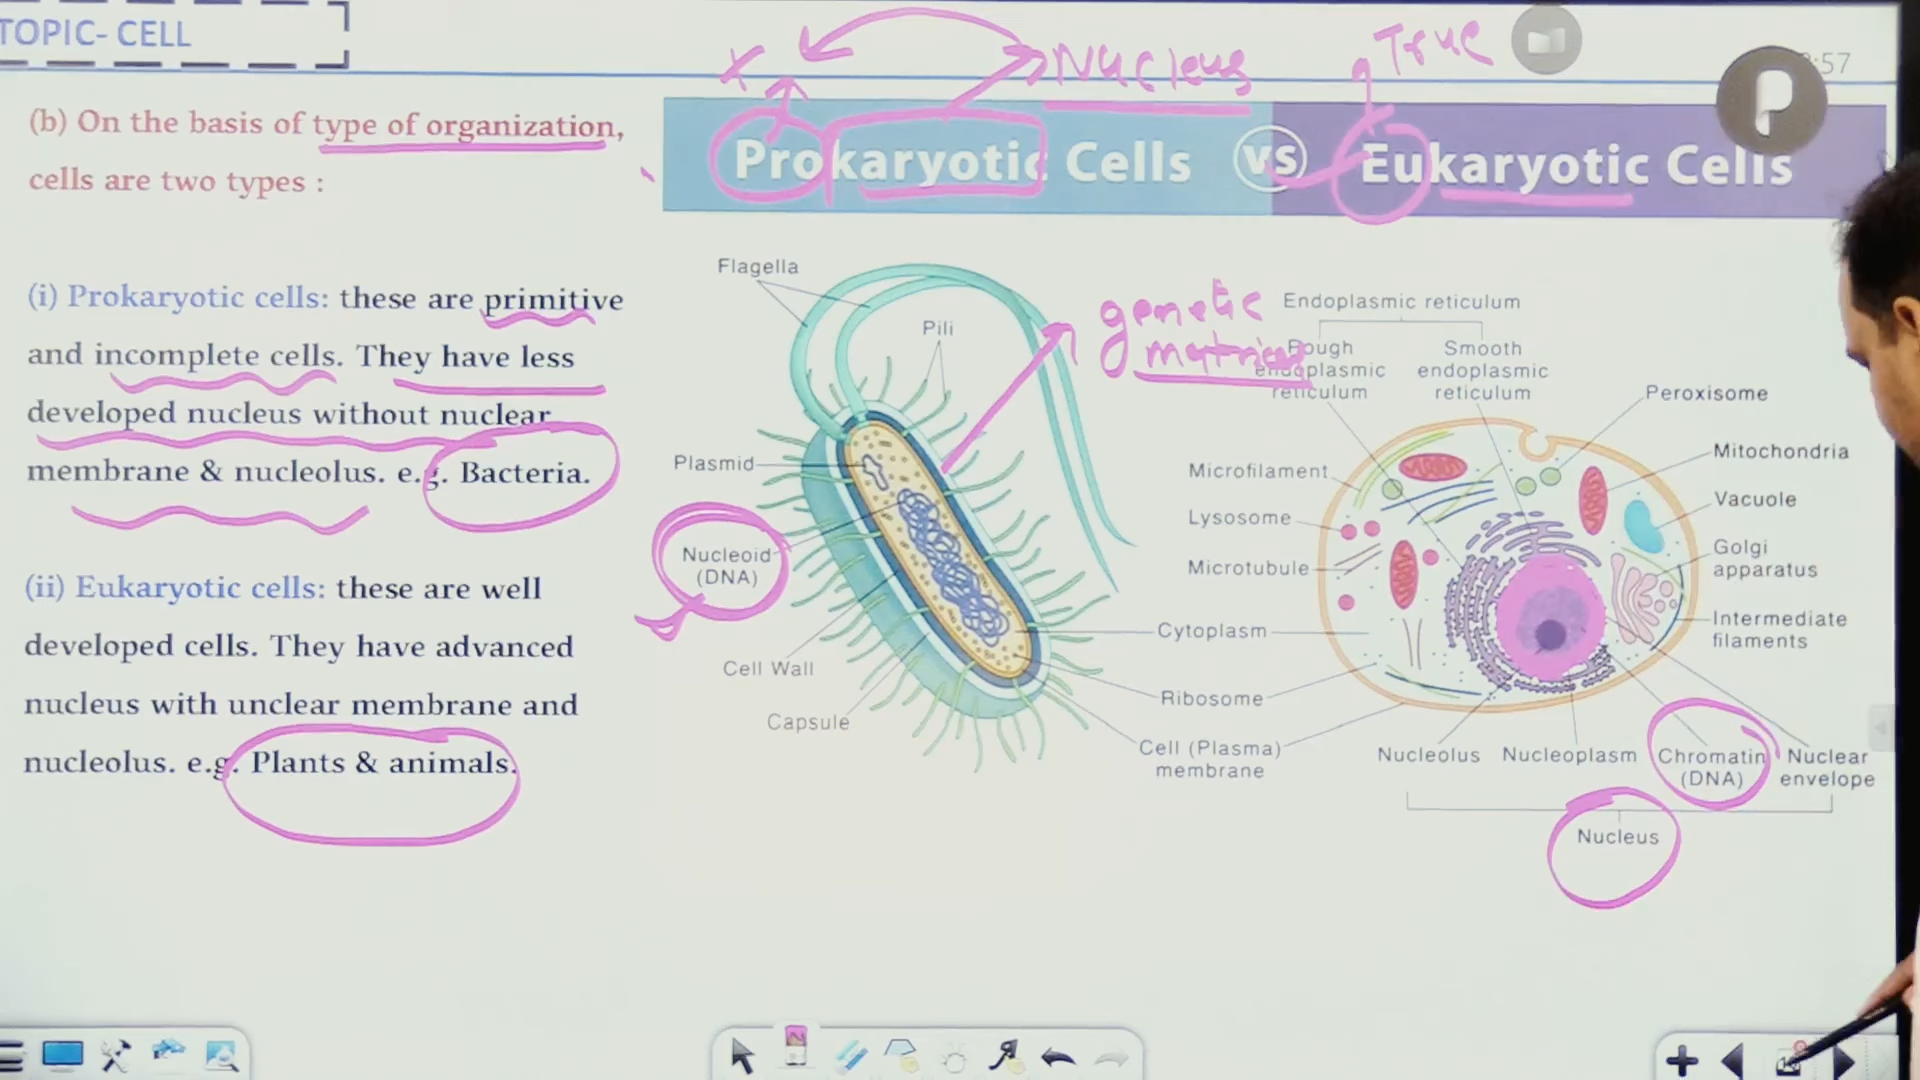 TOPIC- CELL
:57
X
Nucleus
True
(b) On the basis of type of organization,
cells are two types :
Prokaryotic Cells vs Eukaryotic Cells
(i) Prokaryotic cells: these are primitive
and incomplete cells. They have less
developed nucleus without nuclear
membrane & nucleolus. e.g. Bacteria.
(ii) Eukaryotic cells: these are well
developed cells. They have advanced
nucleus with unclear membrane and
nucleolus. e.g. Plants & animals.
Flagella
Pili
Plasmid
Nucleoid
(DNA)
Cell Wall
Capsule
genetic
Cytoplasm
Ribosome
Cell (Plasma)
membrane
Endoplasmic reticulum
Rough
endoplasmic
reticulum
Smooth
endoplasmic
reticulum
Peroxisome
Microfilament
Lysosome
Microtubule
Mitochondria
Vacuole
Golgi
apparatus
Intermediate
filaments
Nucleolus
Nucleoplasm
Chromatin
(DNA)
Nuclear
envelope
Nucleus